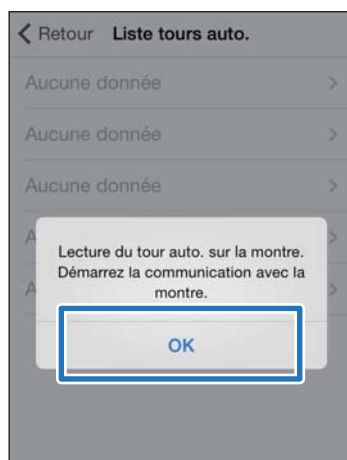 Retour Liste tours auto.
Aucune donnée
Aucune donnée
Aucune donnée
A
Lecture du tour auto. sur la montre.
Démarrez la communication avec la
montre.
A
OK